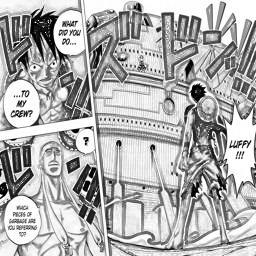 WHAT
DID YOU
DO...
...TO
MY
CREW?
?
WHICH
PIECES OF
GARBAGE ARE
YOU REFERRING
TO?
LUFFY
!!!